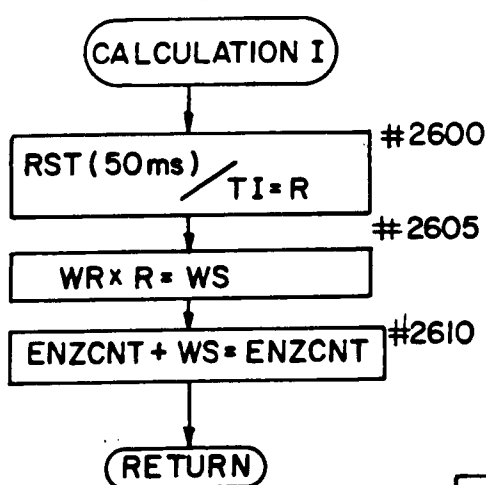 CALCULATION I
#2600
RST (50ms) / TI = R
#2605
WR × R = WS
#2610
ENZCNT + WS = ENZCNT
RETURN